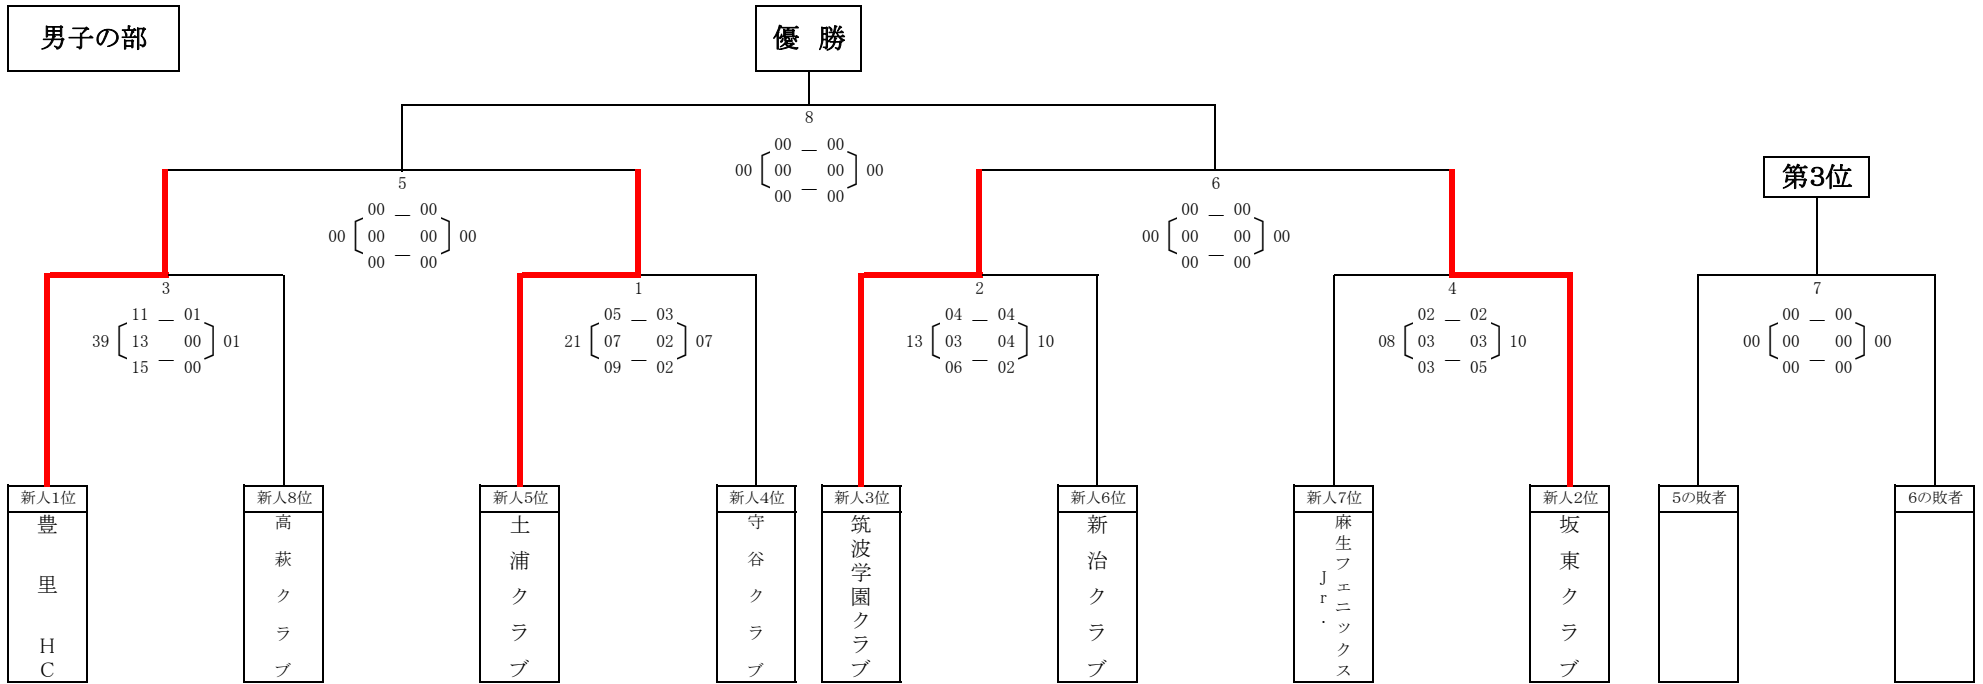 男子の部
優 勝
8
00 00 — 00 00
00 00
00 — 00
第3位
5
00 — 00
00 00 00 00
00 — 00
6
00 — 00
00 00 00 00
00 — 00
3
11 — 01
39 13 00 01
15 — 00
1
05 — 03
21 07 02 07
09 — 02
2
04 — 04
13 03 04 10
06 — 02
4
02 — 02
08 03 03 10
03 — 05
7
00 — 00
00 00 00 00
00 — 00
新人1位
豊里HC
新人8位
高萩クラブ
新人5位
土浦クラブ
新人4位
守谷クラブ
新人3位
筑波学園クラブ
新人6位
新治クラブ
新人7位
麻生フェニックス
Jr.
新人2位
坂東クラブ
5の敗者
6の敗者